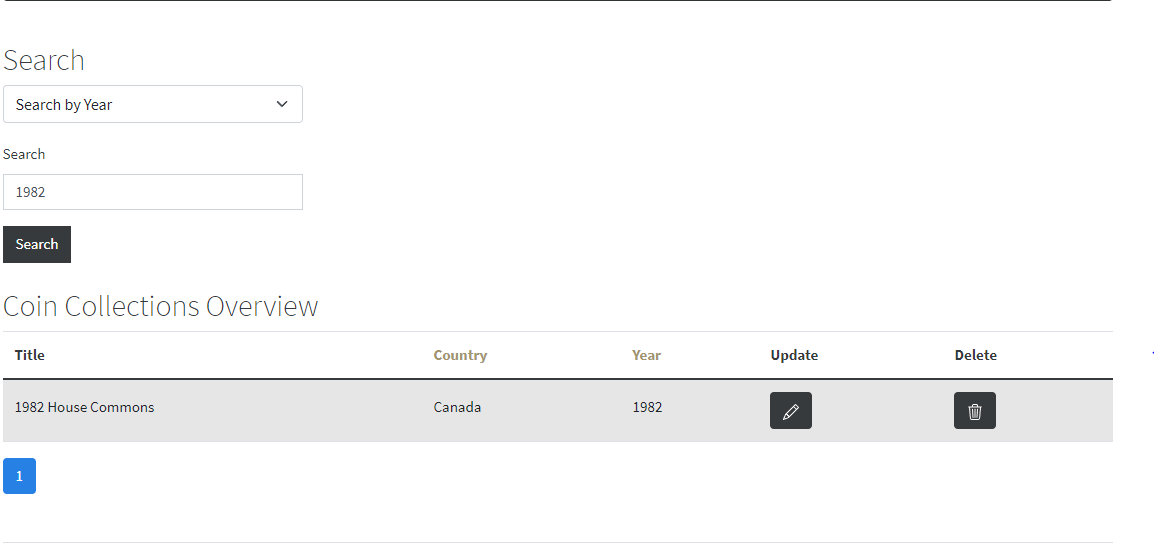 Search
Search by Year
Search
1982
Search
Coin Collections Overview
Title Country Year Update Delete
1982 House Commons Canada 1982
1